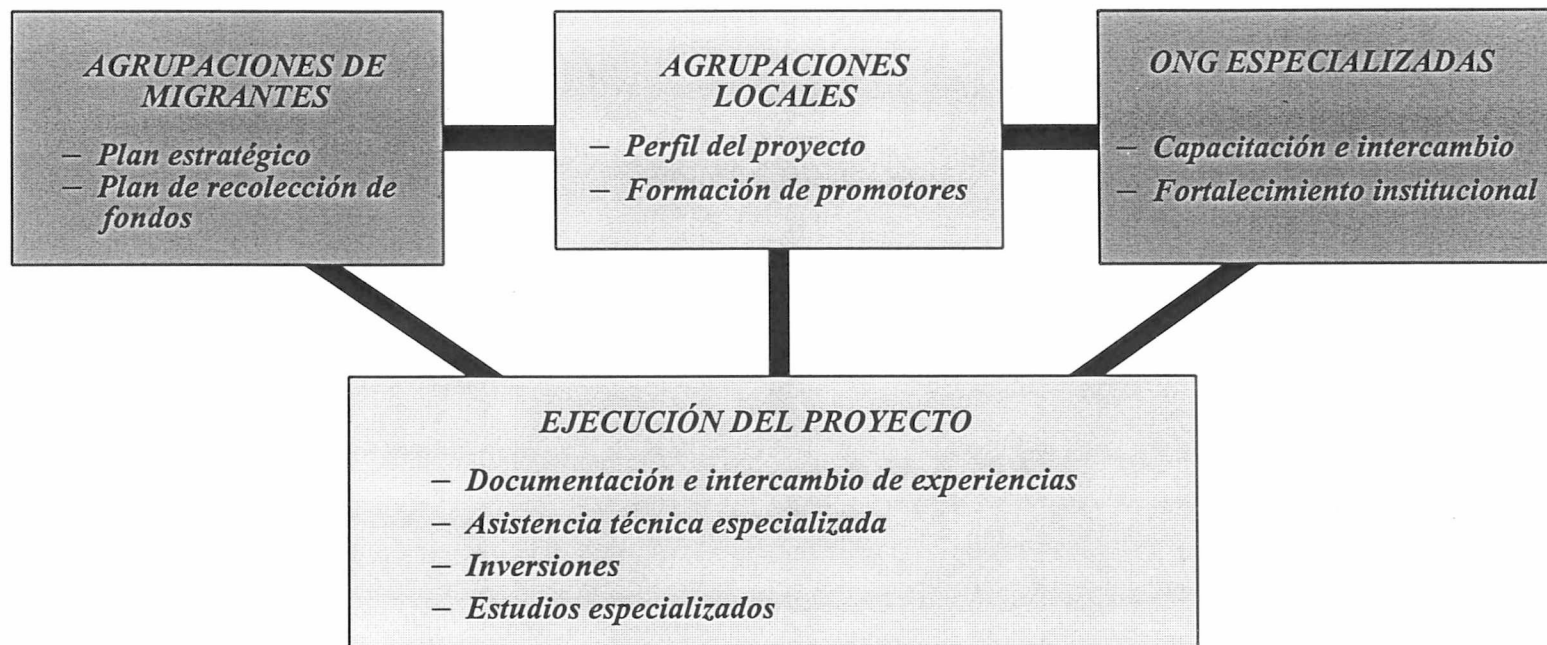 AGRUPACIONES DE
MIGRANTES
– Plan estratégico
– Plan de recolección de
fondos
AGRUPACIONES
LOCALES
– Perfil del proyecto
– Formación de promotores
ONG ESPECIALIZADAS
– Capacitación e intercambio
– Fortalecimiento institucional
EJECUCIÓN DEL PROYECTO
– Documentación e intercambio de experiencias
– Asistencia técnica especializada
– Inversiones
– Estudios especializados